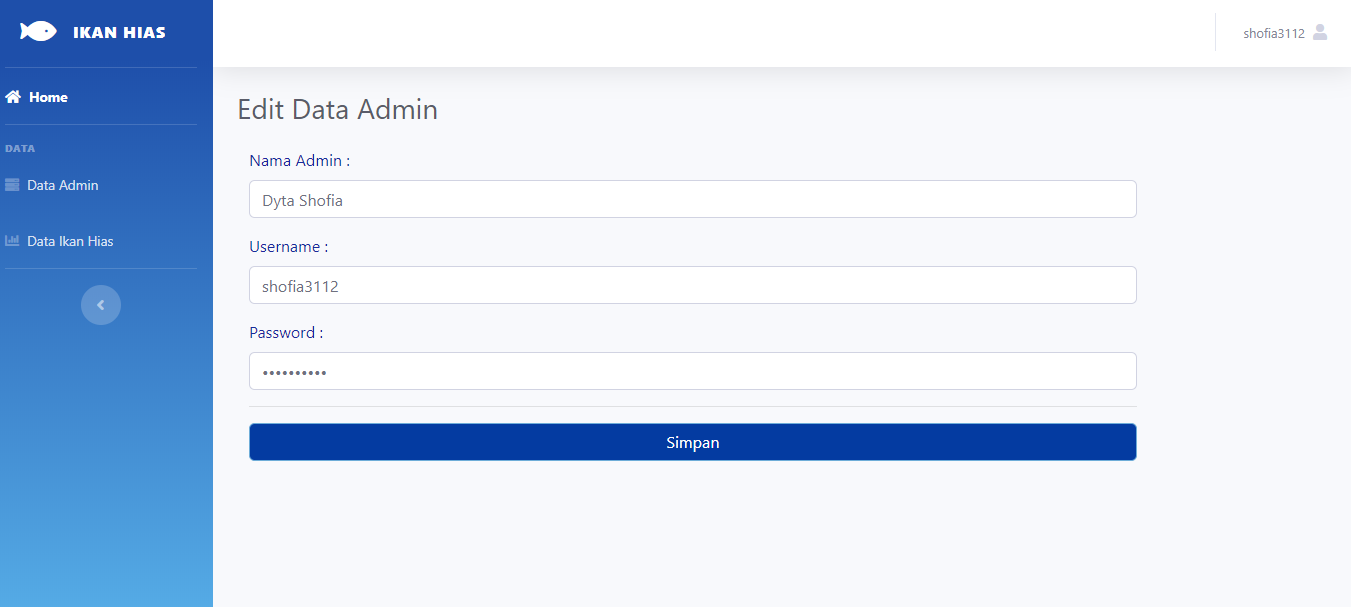 IKAN HIAS
shofia3112
Home
DATA
Data Admin
Data Ikan Hias
Edit Data Admin
Nama Admin :
Dyta Shofia
Username :
shofia3112
Password :
••••••••••
Simpan